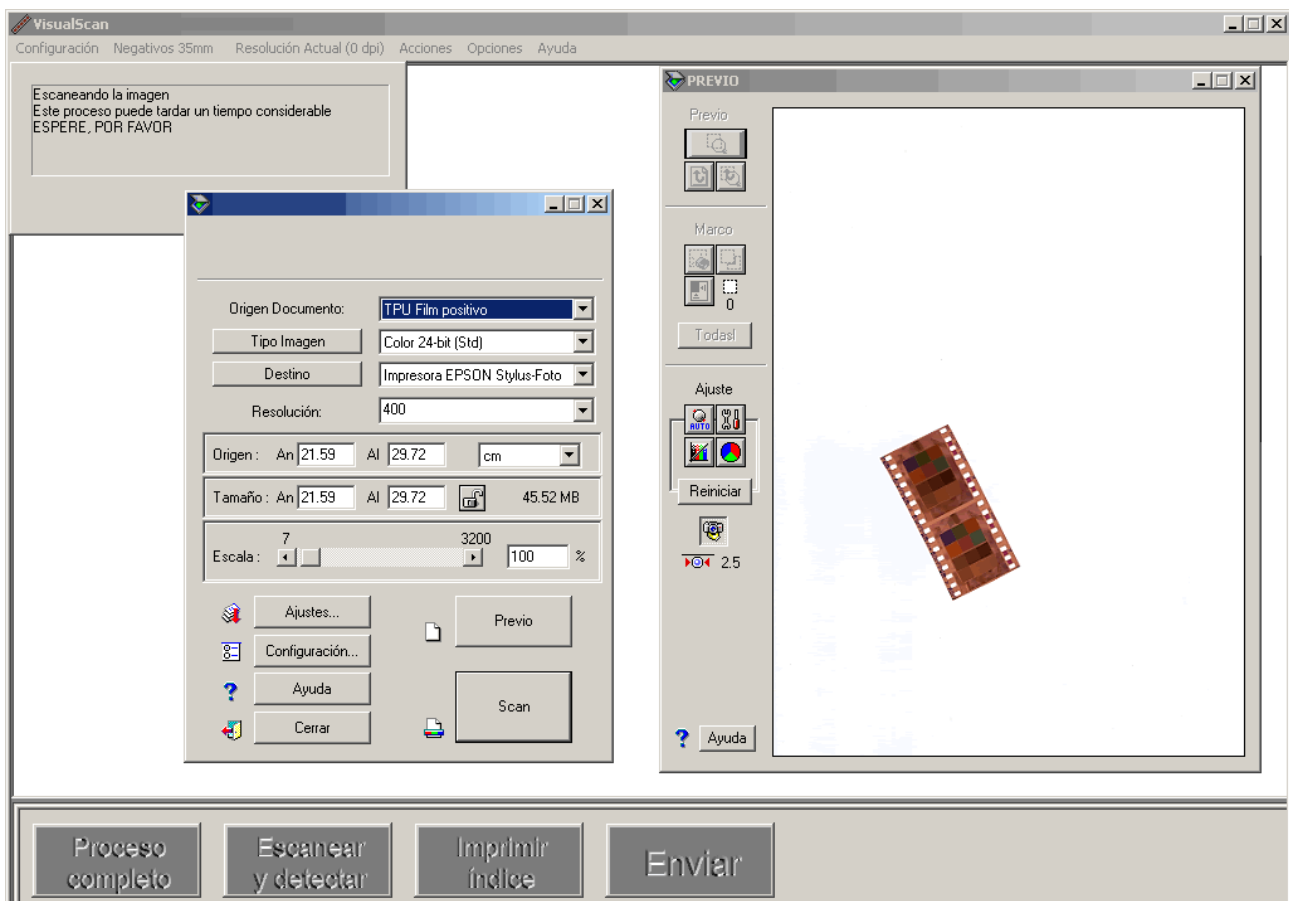 VisualScan
Configuración Negativos 35mm Resolución Actual (0 dpi) Acciones Opciones Ayuda
Escaneando la imagen
Este proceso puede tardar un tiempo considerable
ESPERE, POR FAVOR
Origen Documento: TPU Film positivo
Tipo Imagen Color 24-bit (Std)
Destino Impresora EPSON Stylus-Foto
Resolución: 400
Origen : An 21.59 Al 29.72 cm
Tamaño : An 21.59 Al 29.72 45.52 MB
7 3200
Escala : 100 %
Ajustes...
Configuración...
Ayuda
Cerrar
Previo
Scan
PREVIO
Previo
Marco
0
Todas!
Ajuste
AUTO
Reiniciar
2.5
Ayuda
Proceso
completo
Escanear
y detectar
Imprimir
índice
Enviar